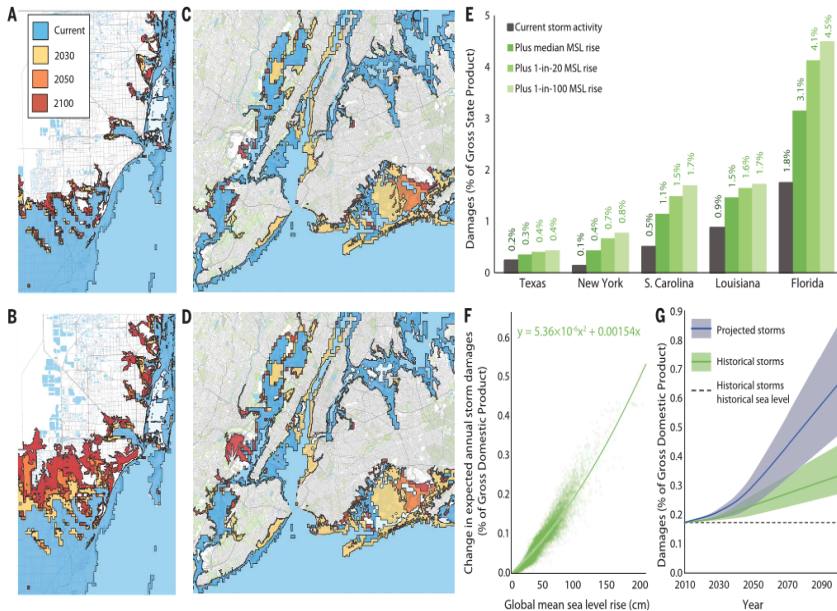 A
Current
2030
2050
2100
B
C
D
E
Damages (% of Gross State Product)
5
4
3
2
1
0
Current storm activity
Plus median MSL rise
Plus 1-in-20 MSL rise
Plus 1-in-100 MSL rise
0.2% 0.3% 0.4% 0.4%
0.1% 0.4% 0.7% 0.8%
0.5% 1.1% 1.5% 1.7%
0.9% 1.5% 1.6% 1.7%
1.8% 3.1% 4.1% 4.5%
Texas New York S. Carolina Louisiana Florida
F
Change in expected annual storm damages
(% of Gross Domestic Product)
0.6
0.5
0.4
0.3
0.2
0.1
0.0
y = 5.36×10⁻⁶x² + 0.00154x
0 50 100 150 200
Global mean sea level rise (cm)
G
Damages (% of Gross Domestic Product)
0.9
0.8
0.7
0.6
0.5
0.4
0.3
0.2
0.1
0.0
Projected storms
Historical storms
Historical storms
historical sea level
2010 2030 2050 2070 2090
Year